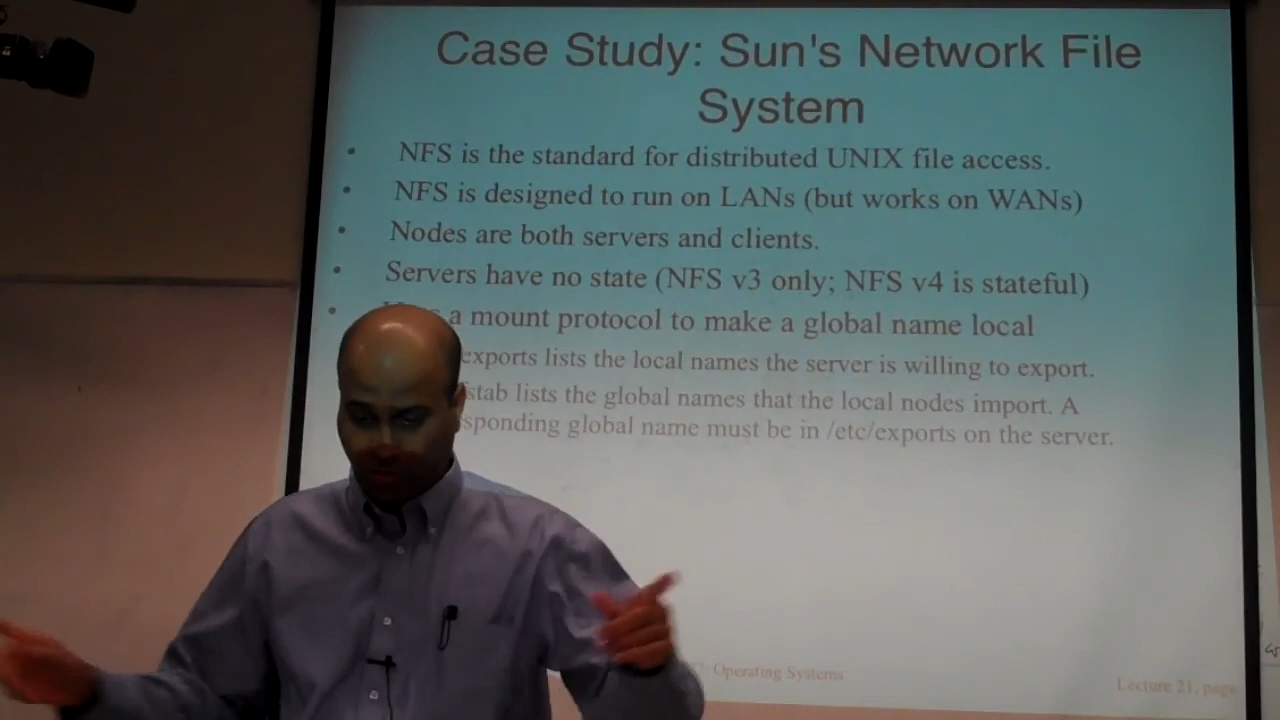 Case Study: Sun's Network File
System
• NFS is the standard for distributed UNIX file access.
• NFS is designed to run on LANs (but works on WANs)
• Nodes are both servers and clients.
• Servers have no state (NFS v3 only; NFS v4 is stateful)
• a mount protocol to make a global name local
exports lists the local names the server is willing to export.
stab lists the global names that the local nodes import. A
sponding global name must be in /etc/exports on the server.
Operating Systems
Lecture 21, page